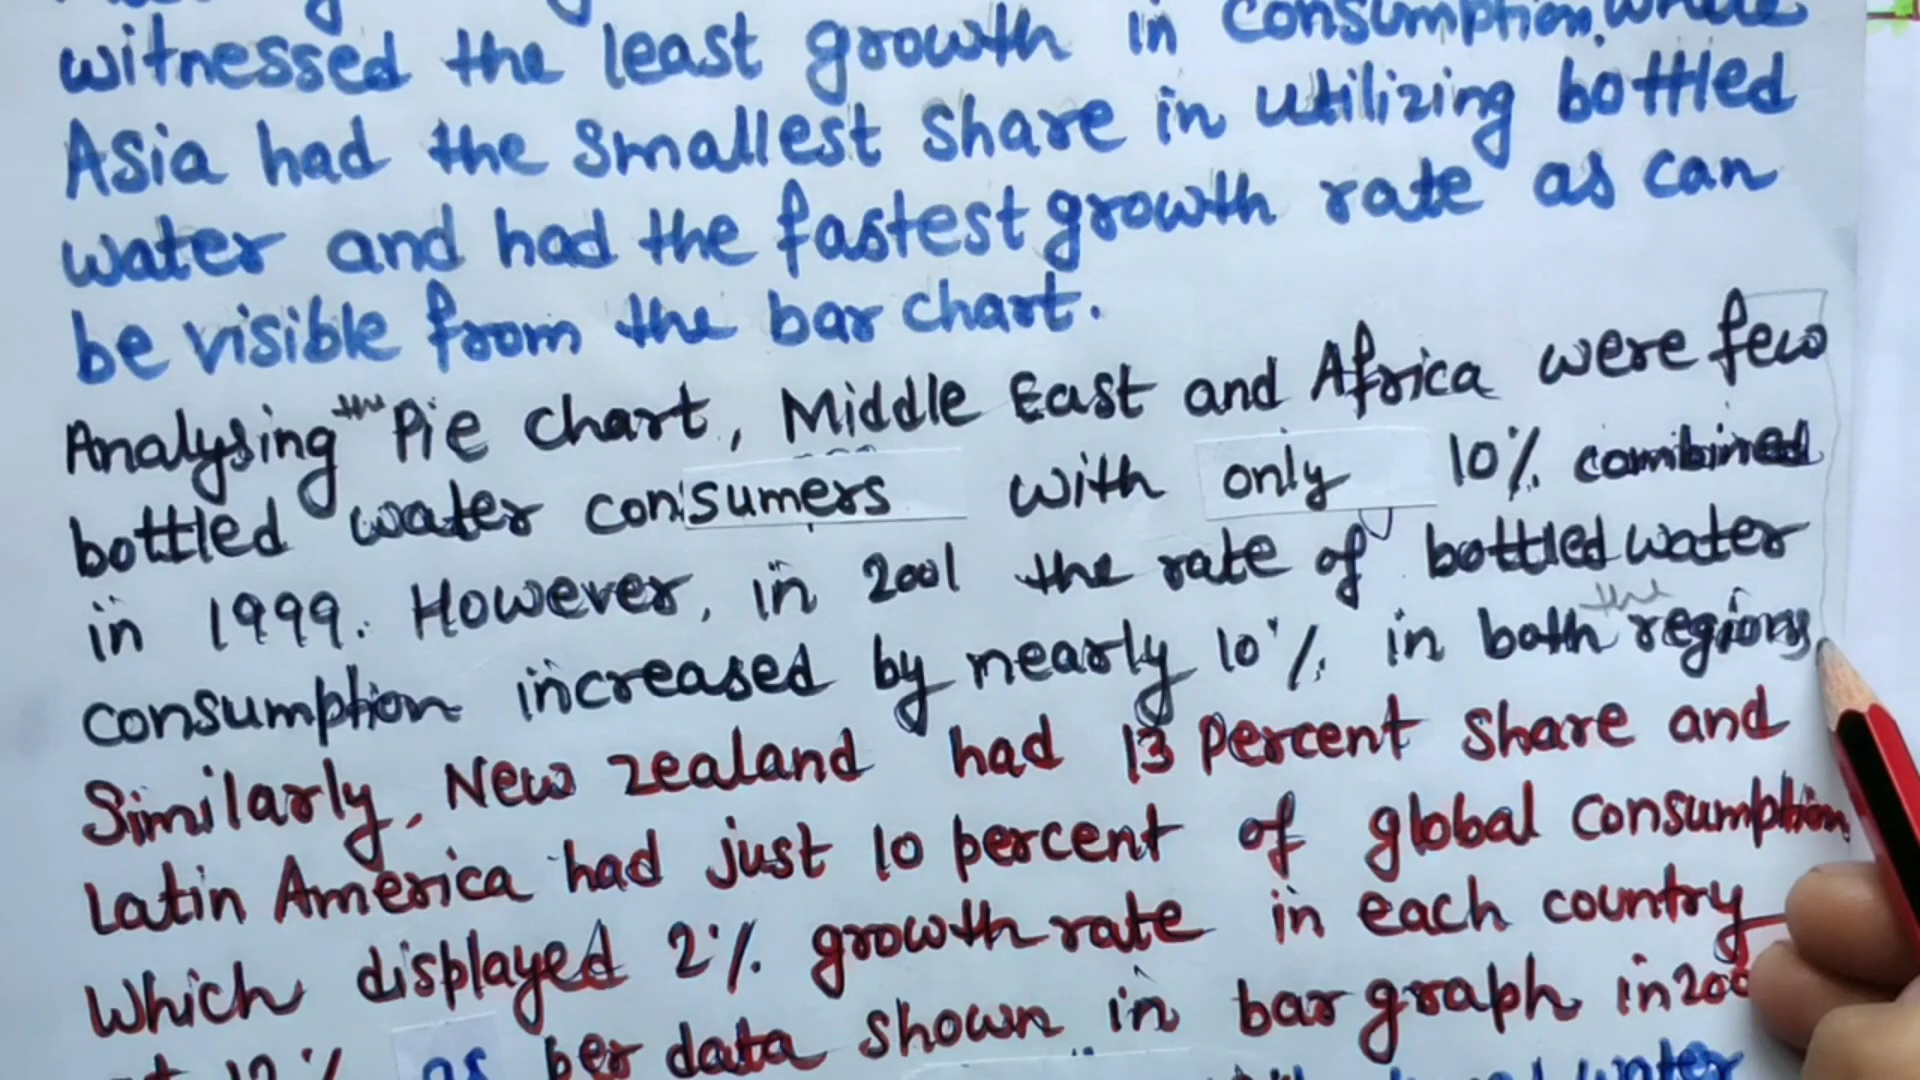 witnessed the least growth in consumption, while
Asia had the smallest share in utilizing bottled
water and had the fastest growth rate as can
be visible from the bar chart.
Analysing the Pie chart, Middle East and Africa were few
bottled water consumers with only 10% combined
in 1999. However, in 2001 the rate of bottled water
consumption increased by nearly 10% in both the regions
Similarly, New Zealand had 13 percent share and
Latin America had just 10 percent of global consumption
which displayed 2% growth rate in each country
as per data shown in bar graph in
water